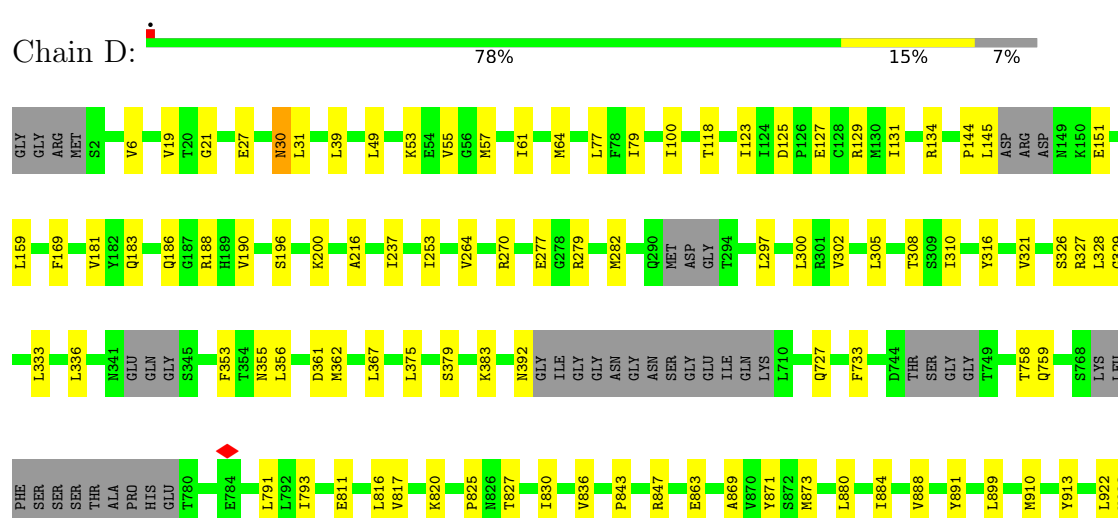 Chain D:
78% 15% 7%
GLY GLY ARG MET S2 V6 V19 T20 G21 E27 N30 L31 L39 L49 K53 E54 V55 G56 M57 I61 M64 L77 F78 I79 I100 T118 I123 I124 D125 P126 E127 C128 R129 M130 I131 R134 P144 L145 ASP ARG ASP N149 K150 E151
L159 F169 V181 Y182 Q183 Q186 G187 R188 H189 V190 S196 K200 A216 I237 I253 V264 R270 E277 G278 R279 M282 Q290 MET ASP GLY T294 L297 L300 R301 V302 L305 T308 S309 I310 Y316 V321 S326 R327 L328
L333 L336 N341 GLU GLN GLY S345 F353 T354 N355 L356 D361 M362 L367 L375 S379 K383 N392 GLY ILE GLY GLY ASN GLY ASN SER GLY GLU ILE GLN LYS L710 Q727 F733 D744 THR SER GLY GLY T749 T758 Q759 S768 LYS LEU
PHE SER SER SER THR ALA PRO HIS GLU T780 E784 L791 L792 I793 E811 L816 V817 K820 P825 N826 T827 I830 V836 P843 R847 E863 A869 V870 Y871 S872 M873 L880 I884 V888 Y891 L899 M910 Y913 L922